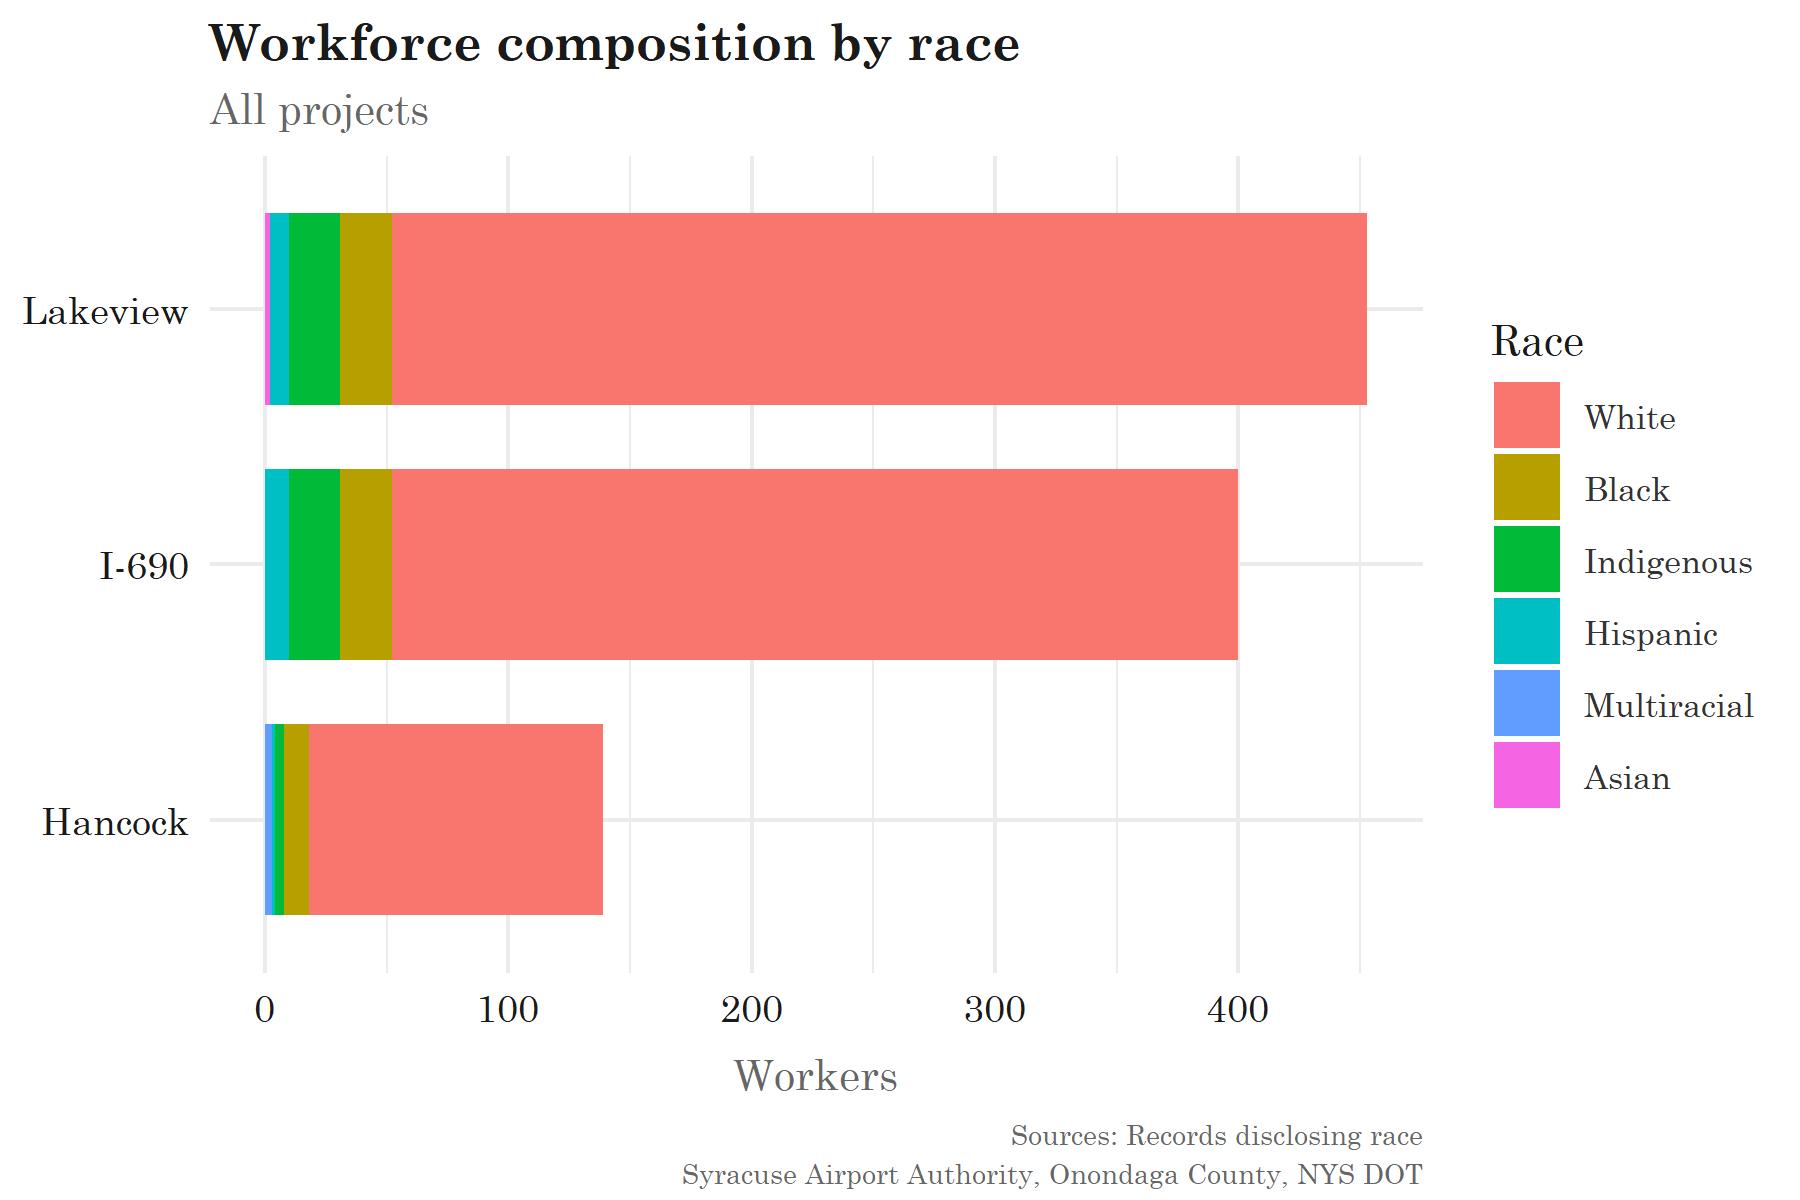 Workforce composition by race
All projects
Lakeview
I-690
Hancock
0 100 200 300 400
Workers
Race
White
Black
Indigenous
Hispanic
Multiracial
Asian
Sources: Records disclosing race
Syracuse Airport Authority, Onondaga County, NYS DOT